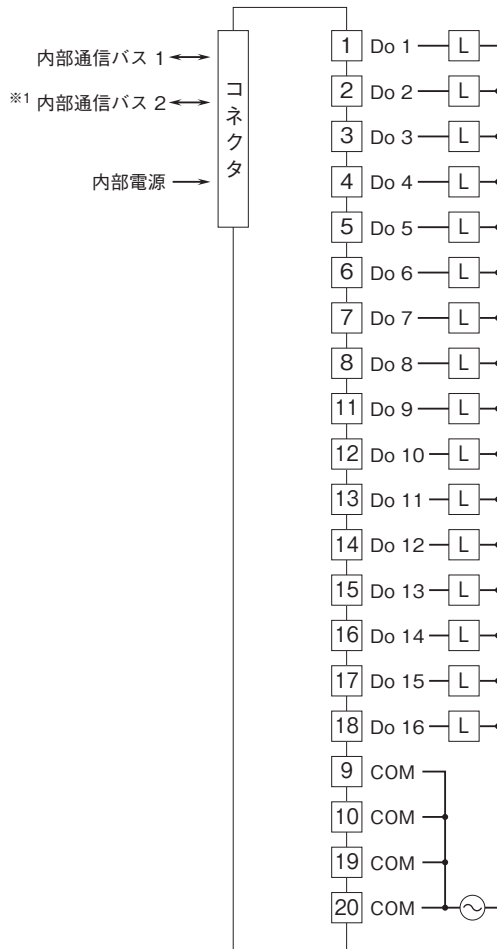 内部通信バス 1
※1 内部通信バス 2
内部電源
コネクタ
1 Do 1 L
2 Do 2 L
3 Do 3 L
4 Do 4 L
5 Do 5 L
6 Do 6 L
7 Do 7 L
8 Do 8 L
11 Do 9 L
12 Do 10 L
13 Do 11 L
14 Do 12 L
15 Do 13 L
16 Do 14 L
17 Do 15 L
18 Do 16 L
9 COM
10 COM
19 COM
20 COM